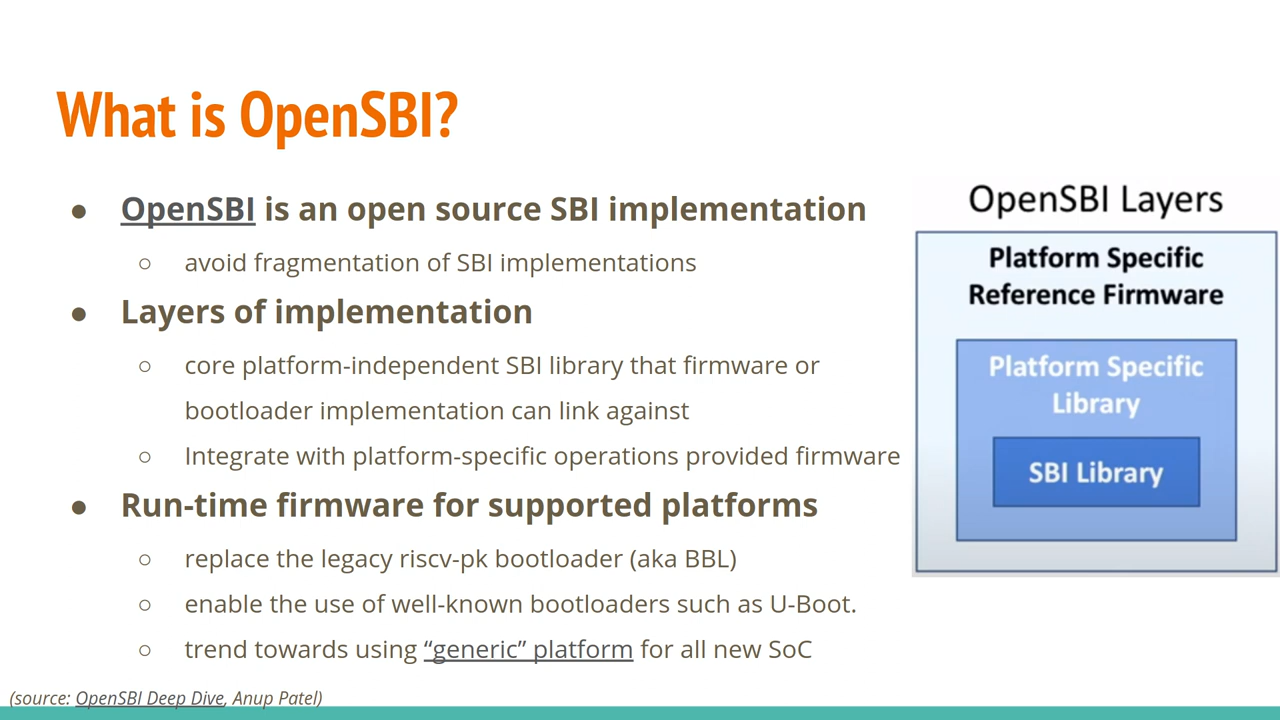 What is OpenSBI?
● OpenSBI is an open source SBI implementation
○ avoid fragmentation of SBI implementations
● Layers of implementation
○ core platform-independent SBI library that firmware or
bootloader implementation can link against
○ Integrate with platform-specific operations provided firmware
● Run-time firmware for supported platforms
○ replace the legacy riscv-pk bootloader (aka BBL)
○ enable the use of well-known bootloaders such as U-Boot.
○ trend towards using “generic” platform for all new SoC
(source: OpenSBI Deep Dive, Anup Patel)
OpenSBI Layers
Platform Specific
Reference Firmware
Platform Specific
Library
SBI Library